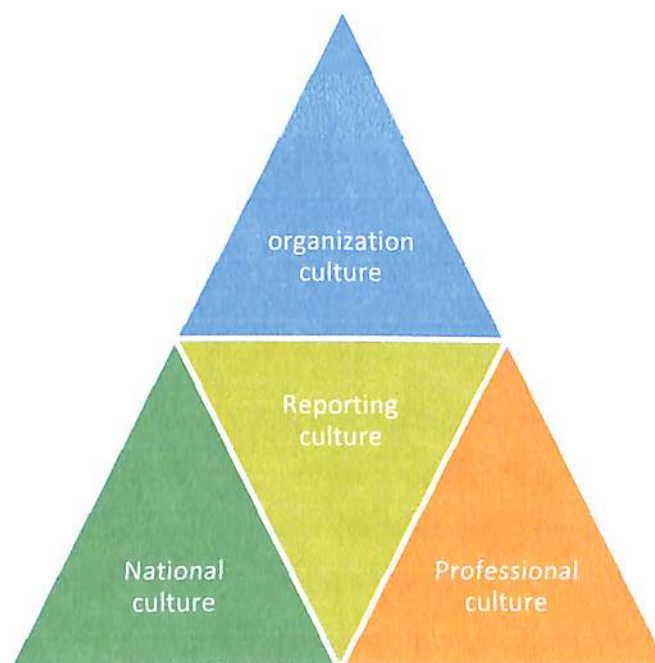 organization
culture
Reporting
culture
National
culture
Professional
culture